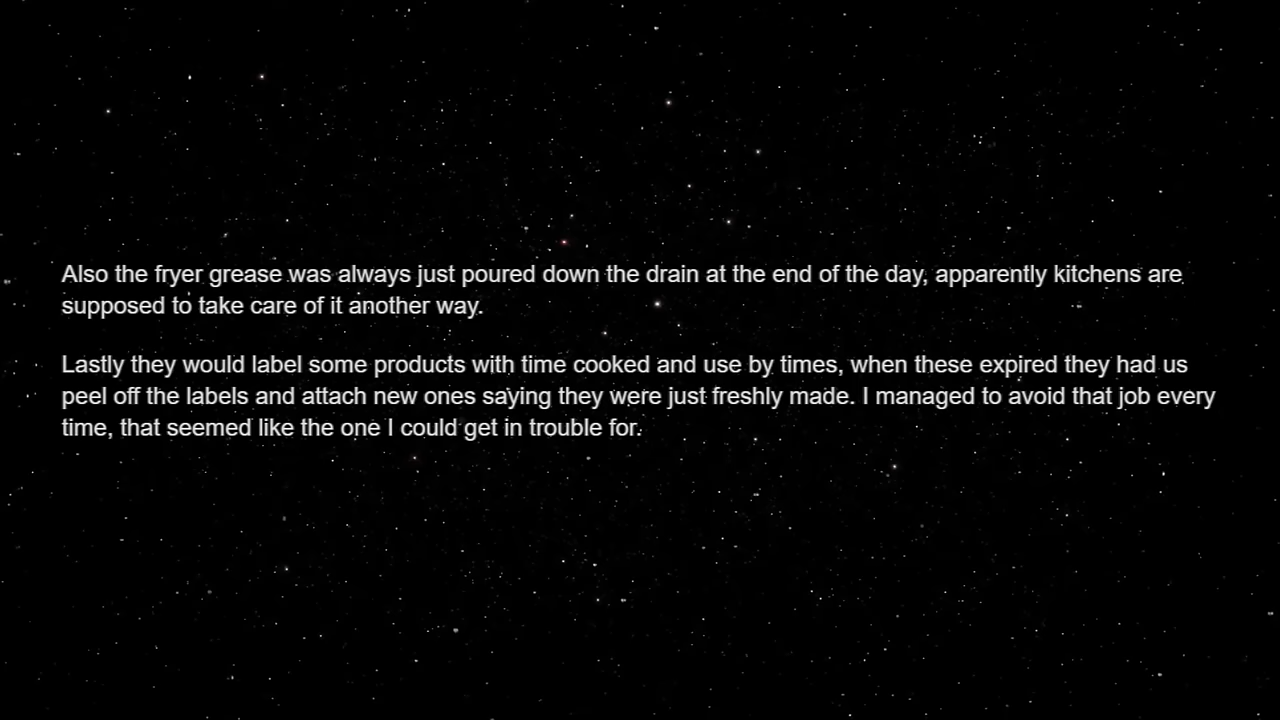 Also the fryer grease was always just poured down the drain at the end of the day, apparently kitchens are
supposed to take care of it another way.
Lastly they would label some products with time cooked and use by times, when these expired they had us
peel off the labels and attach new ones saying they were just freshly made. I managed to avoid that job every
time, that seemed like the one I could get in trouble for.